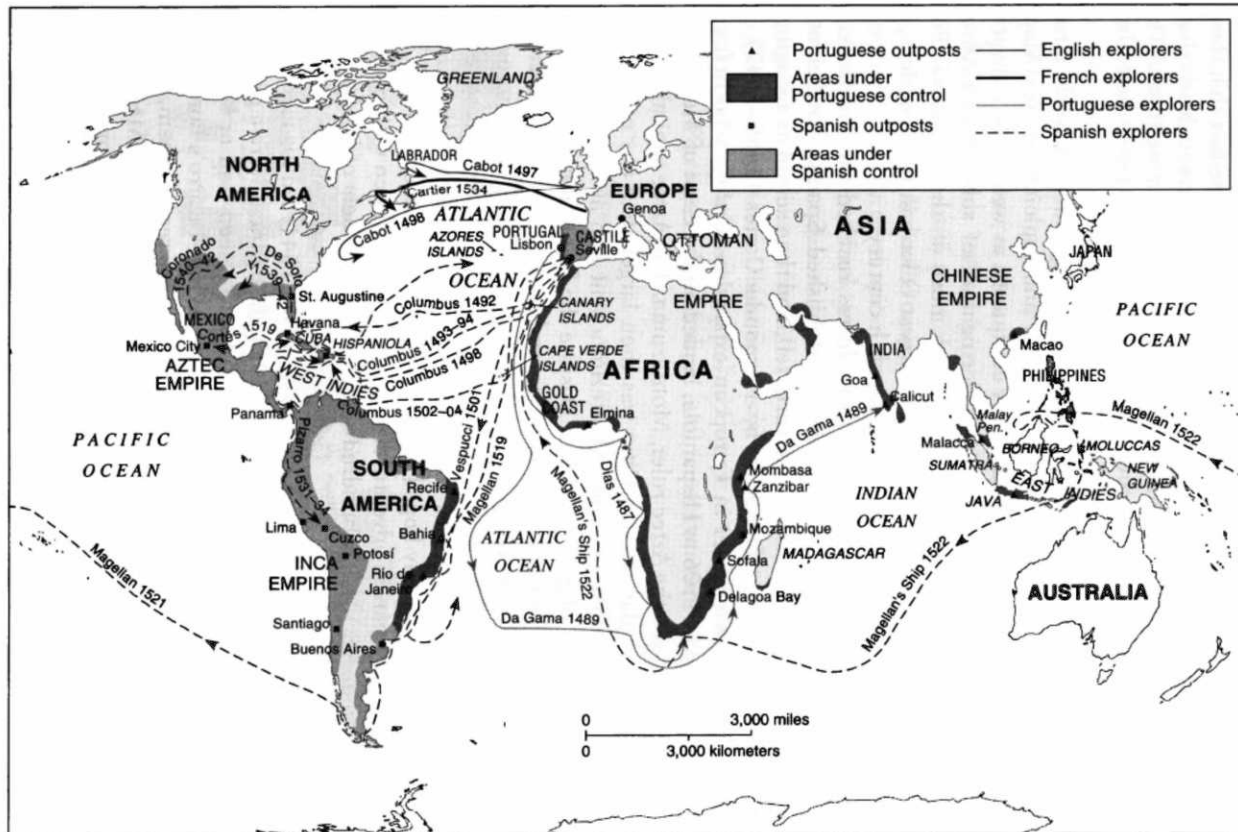 Portuguese outposts
Areas under
Portuguese control
Spanish outposts
Areas under
Spanish control
English explorers
French explorers
Portuguese explorers
Spanish explorers
GREENLAND
NORTH
AMERICA
LABRADOR
Cabot 1497
Cartier 1534
Cabot 1498
ATLANTIC
OCEAN
AZORES
ISLANDS
EUROPE
Genoa
PORTUGAL
Lisbon
CASTILE
Seville
OTTOMAN
EMPIRE
ASIA
CHINESE
EMPIRE
JAPAN
PACIFIC
OCEAN
Coronado
1540–42
De Soto
1539
42
St. Augustine
MEXICO
Cortés 1519
Mexico City
AZTEC
EMPIRE
Havana
CUBA
HISPANIOLA
WEST INDIES
Columbus 1492
Columbus 1493–94
Columbus 1498
Columbus 1502–04
CANARY
ISLANDS
CAPE VERDE
ISLANDS
AFRICA
GOLD
COAST
Elmina
INDIA
Goa
Calicut
Macao
PHILIPPINES
Malay
Pen.
Malacca
SUMATRA
BORNEO
MOLUCCAS
EAST
INDIES
JAVA
NEW
GUINEA
Magellan
1522
Panama
Pizarro 1531–34
PACIFIC
OCEAN
SOUTH
AMERICA
Vespucci 1501
Magellan 1519
Recife
Bahia
Lima
Cuzco
Potosí
INCA
EMPIRE
Rio de
Janeiro
Santiago
Buenos Aires
Magellan 1521
ATLANTIC
OCEAN
Dias 1487
Magellan's Ship 1522
Da Gama 1489
Da Gama 1489
Mombasa
Zanzibar
Mozambique
MADAGASCAR
Sofala
Delagoa Bay
INDIAN
OCEAN
Magellan's Ship 1522
AUSTRALIA
0
3,000 miles
0
3,000 kilometers